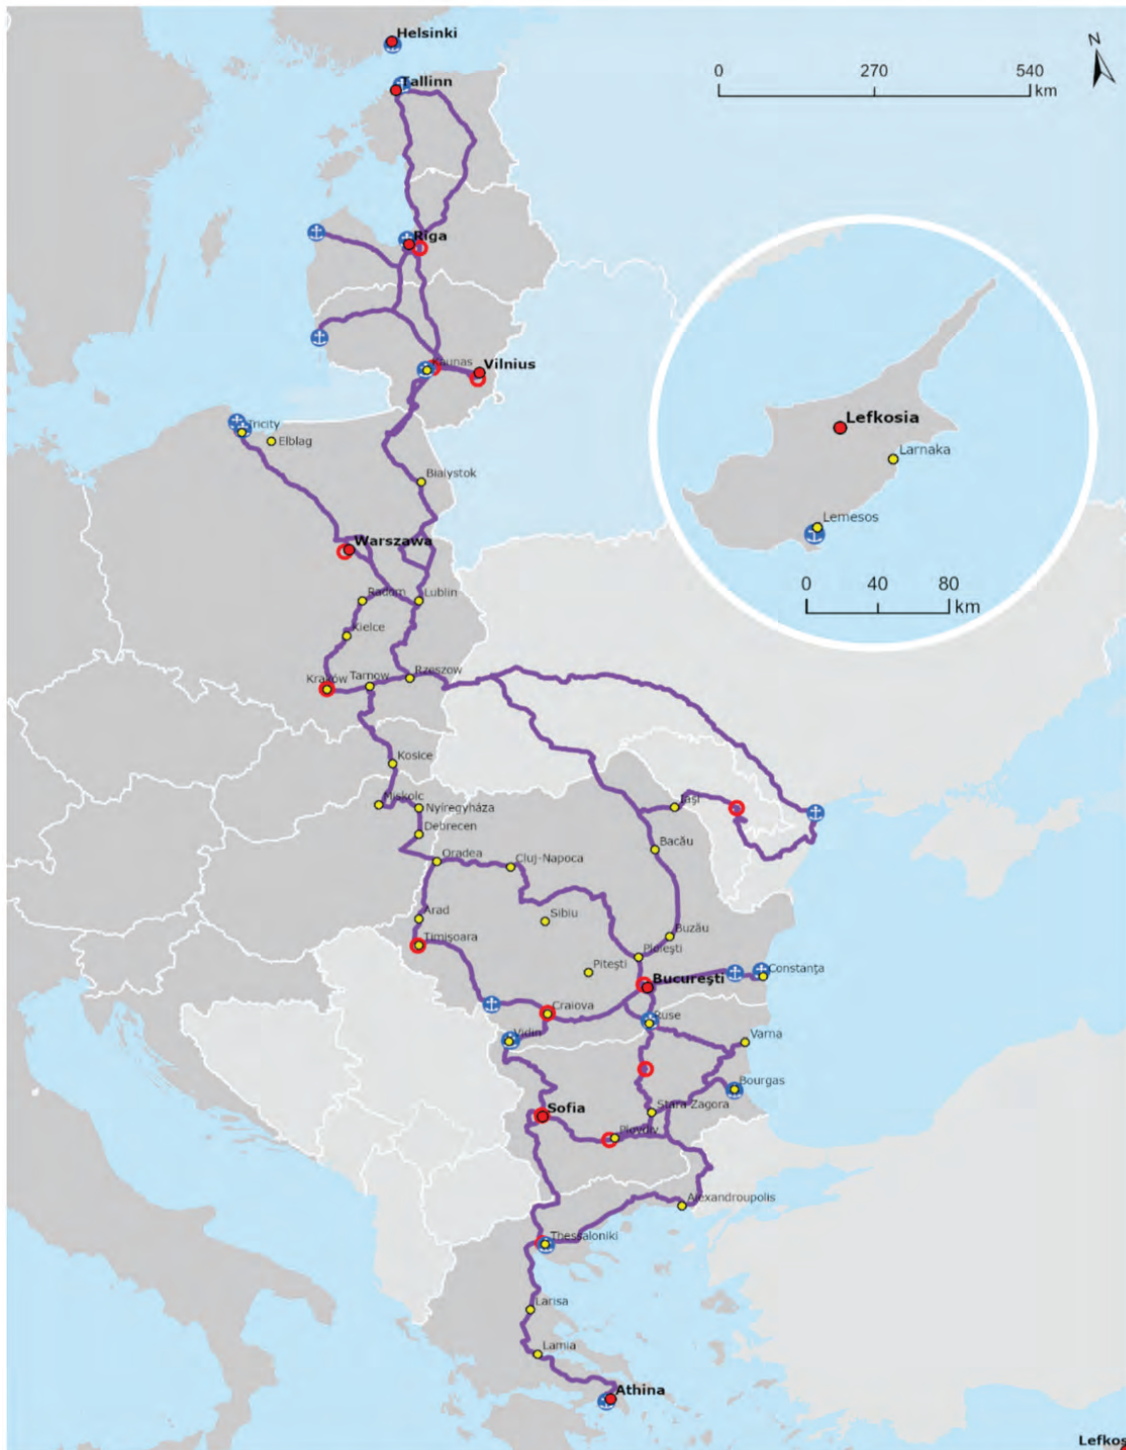 Helsinki
N
Tallinn
0 270 540
km
Riga
Kaunas
Vilnius
Tricity
Elblag
Lefkosia
Larnaka
Bialystok
Lemesos
Warszawa
0 40 80
km
Radom
Lublin
Kielce
Rzeszow
Tarnow
Kraków
Kosice
Miskolc
Nyíregyháza
Iaşi
Debrecen
Bacău
Oradea
Cluj-Napoca
Arad
Sibiu
Timişoara
Buzău
Ploieşti
Piteşti
Constanţa
Bucureşti
Craiova
Ruse
Vidin
Varna
Bourgas
Sofia
Stara Zagora
Plovdiv
Alexandroupolis
Thessaloniki
Larisa
Lamia
Athina
Lefkos